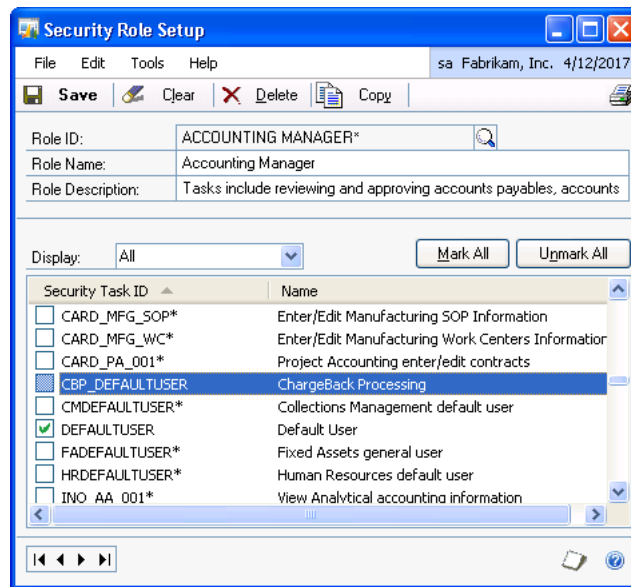 Security Role Setup
File Edit Tools Help sa Fabrikam, Inc. 4/12/2017
Save Clear Delete Copy
Role ID: ACCOUNTING MANAGER*
Role Name: Accounting Manager
Role Description: Tasks include reviewing and approving accounts payables, accounts
Display: All Mark All Unmark All
Security Task ID Name
CARD_MFG_SOP* Enter/Edit Manufacturing SOP Information
CARD_MFG_WC* Enter/Edit Manufacturing Work Centers Information
CARD_PA_001* Project Accounting enter/edit contracts
CBP_DEFAULTUSER ChargeBack Processing
CMDEFAULTUSER* Collections Management default user
DEFAULTUSER Default User
FADEFAULTUSER* Fixed Assets general user
HRDEFAULTUSER* Human Resources default user
INQ_AA_001* View Analytical accounting information